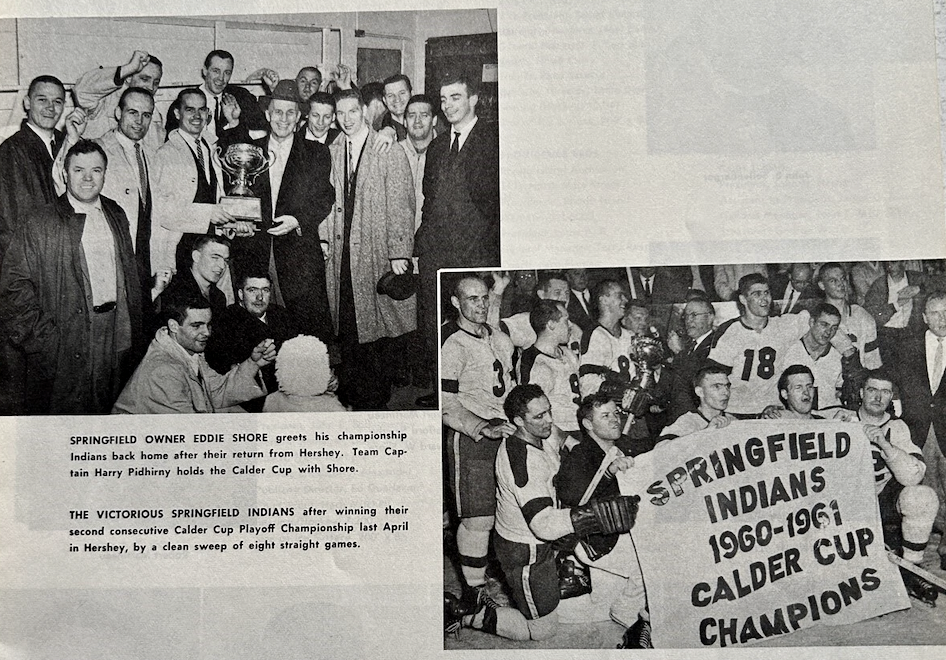 SPRINGFIELD OWNER EDDIE SHORE greets his championship
Indians back home after their return from Hershey. Team Cap-
tain Harry Pidhirny holds the Calder Cup with Shore.
THE VICTORIOUS SPRINGFIELD INDIANS after winning their
second consecutive Calder Cup Playoff Championship last April
in Hershey, by a clean sweep of eight straight games.
3
8
18
SPRINGFIELD
INDIANS
1960-1961
CALDER CUP
CHAMPIONS